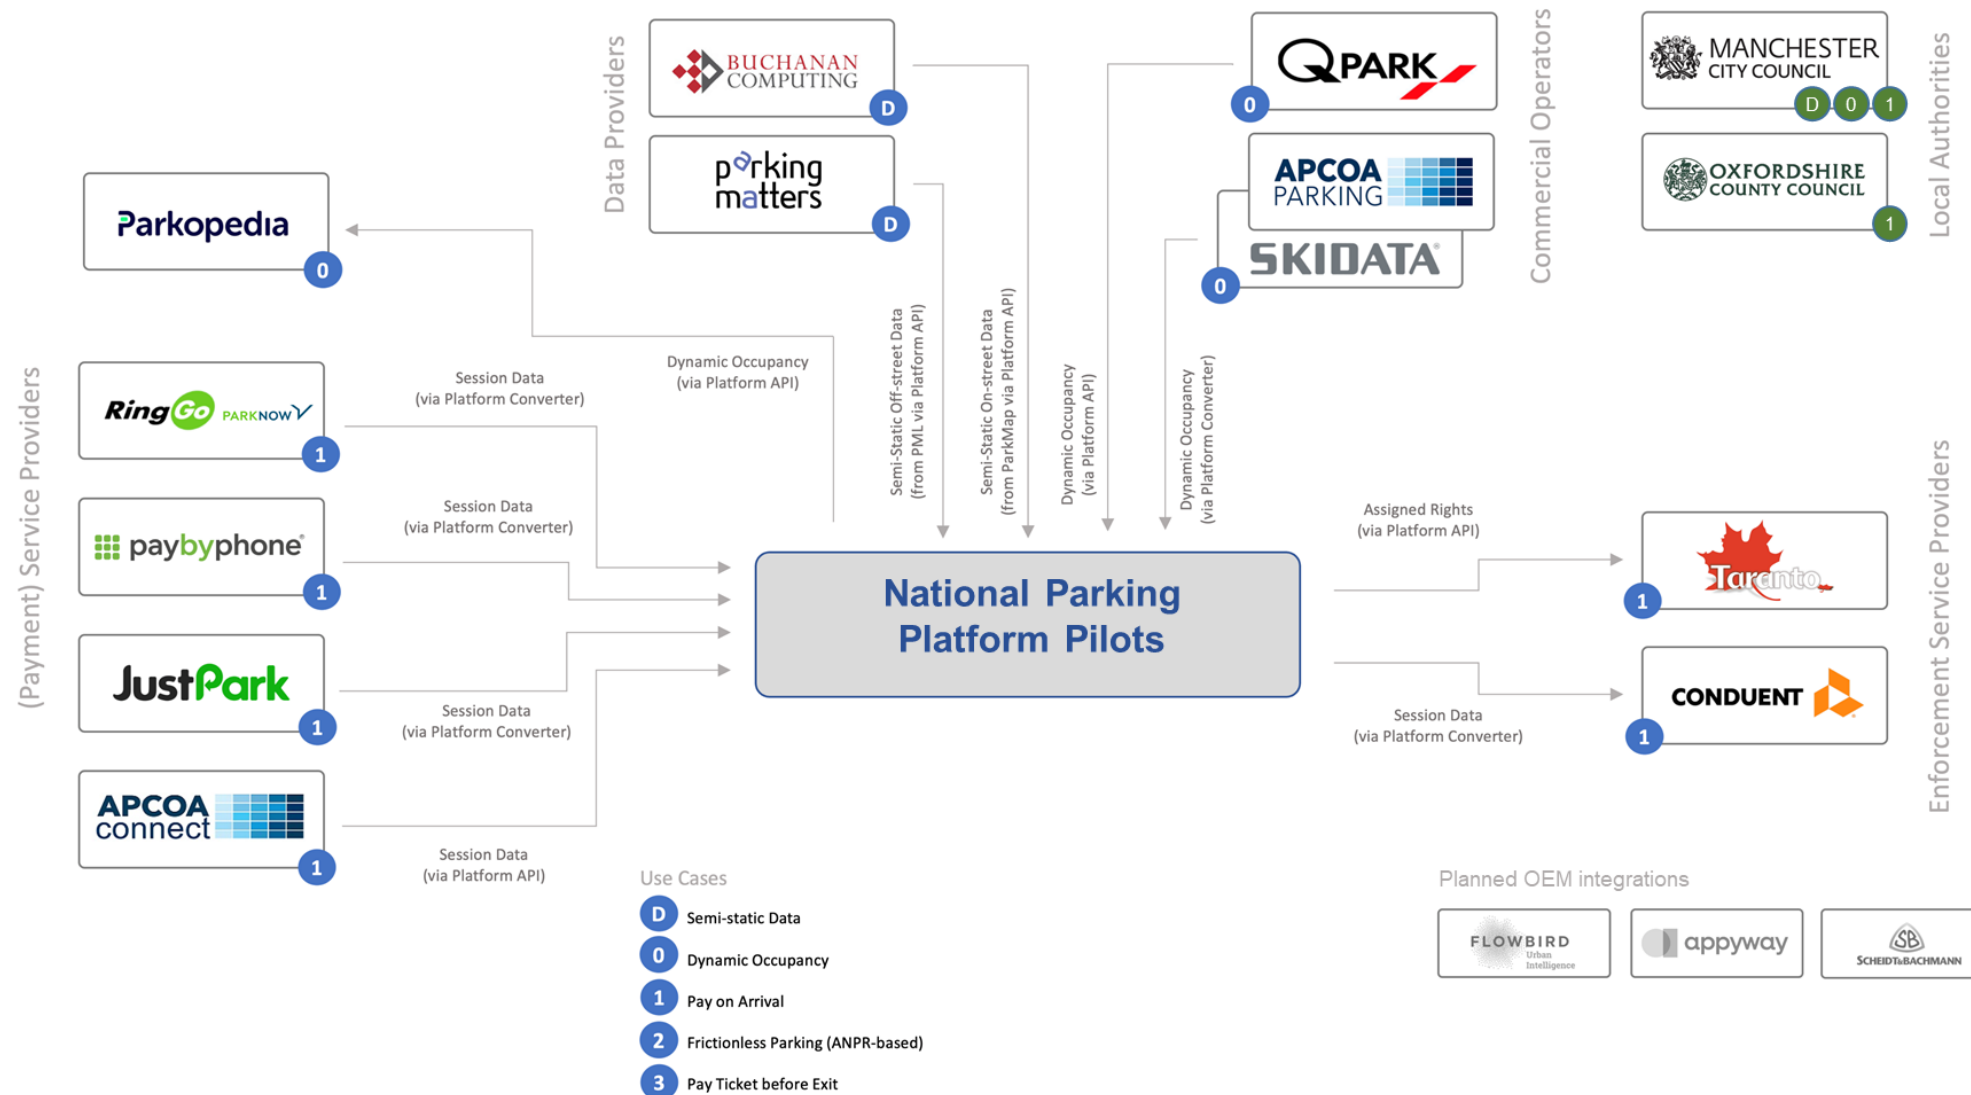 Data Providers
BUCHANAN
COMPUTING
D
parking
matters
D
QPARK
0
APCOA
PARKING
SKIDATA
0
Commercial Operators
MANCHESTER
CITY COUNCIL
D 0 1
OXFORDSHIRE
COUNTY COUNCIL
1
Local Authorities
Parkopedia
0
(Payment) Service Providers
RingGo PARKNOW
1
paybyphone
1
JustPark
1
APCOA
connect
1
Session Data
(via Platform Converter)
Session Data
(via Platform Converter)
Session Data
(via Platform Converter)
Session Data
(via Platform API)
Dynamic Occupancy
(via Platform API)
Semi-Static Off-street Data
(from PML via Platform API)
Semi-Static On-street Data
(from ParkMap via Platform API)
Dynamic Occupancy
(via Platform API)
Dynamic Occupancy
(via Platform Converter)
National Parking
Platform Pilots
Assigned Rights
(via Platform API)
Session Data
(via Platform Converter)
Taranto
1
CONDUENT
1
Enforcement Service Providers
Use Cases
D Semi-static Data
0 Dynamic Occupancy
1 Pay on Arrival
2 Frictionless Parking (ANPR-based)
3 Pay Ticket before Exit
Planned OEM integrations
FLOWBIRD
Urban
Intelligence
appyway
SB
SCHEIDT&BACHMANN